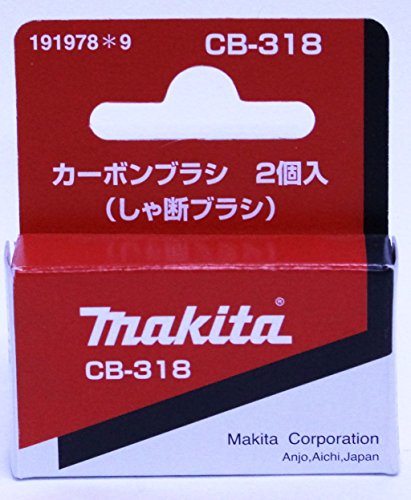 191978*9 CB-318
カーボンブラシ 2個入
(しゃ断ブラシ)
makita®
CB-318
Makita Corporation
Anjo,Aichi,Japan